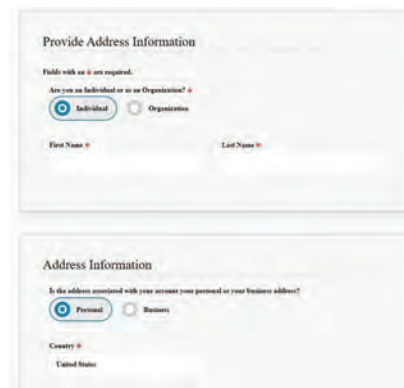 Provide Address Information
Fields with an * are required.
Are you an Individual or as an Organization? *
Individual Organization
First Name * Last Name *
Address Information
Is the address associated with your account your personal or your business address?
Personal Business
Country *
United States